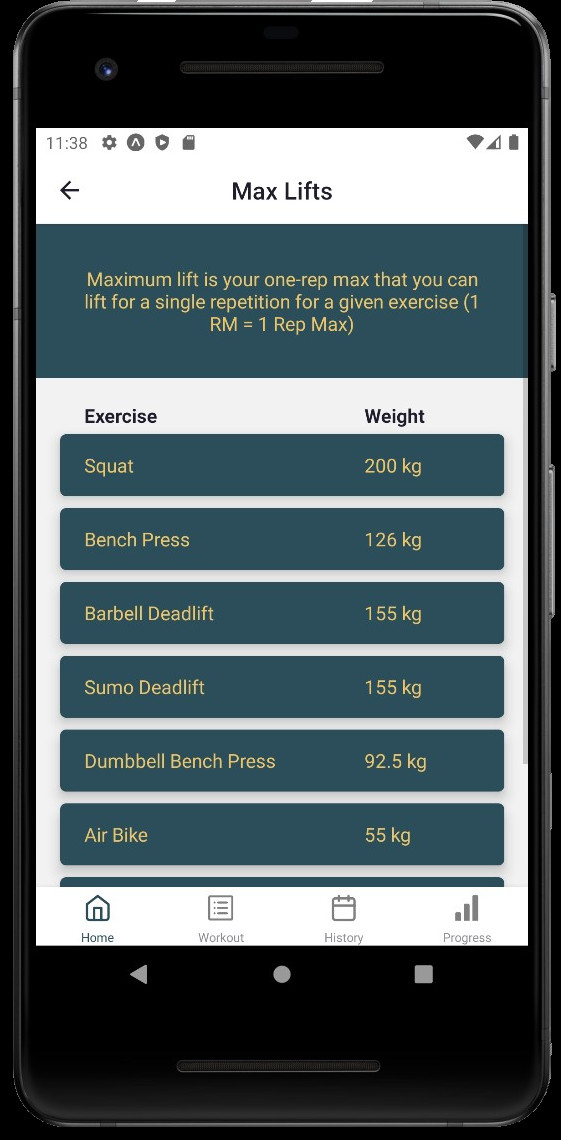 11:38
Max Lifts
Maximum lift is your one-rep max that you can
lift for a single repetition for a given exercise (1
RM = 1 Rep Max)
Exercise Weight
Squat 200 kg
Bench Press 126 kg
Barbell Deadlift 155 kg
Sumo Deadlift 155 kg
Dumbbell Bench Press 92.5 kg
Air Bike 55 kg
Home Workout History Progress